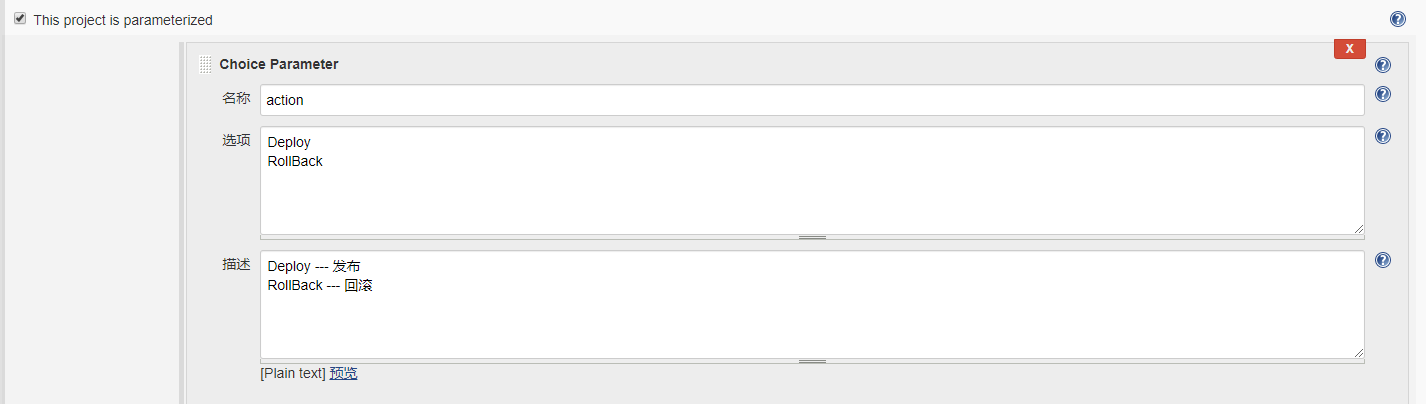 This project is parameterized
X
Choice Parameter
名称
action
选项
Deploy
RollBack
描述
Deploy --- 发布
RollBack --- 回滚
[Plain text] 预览